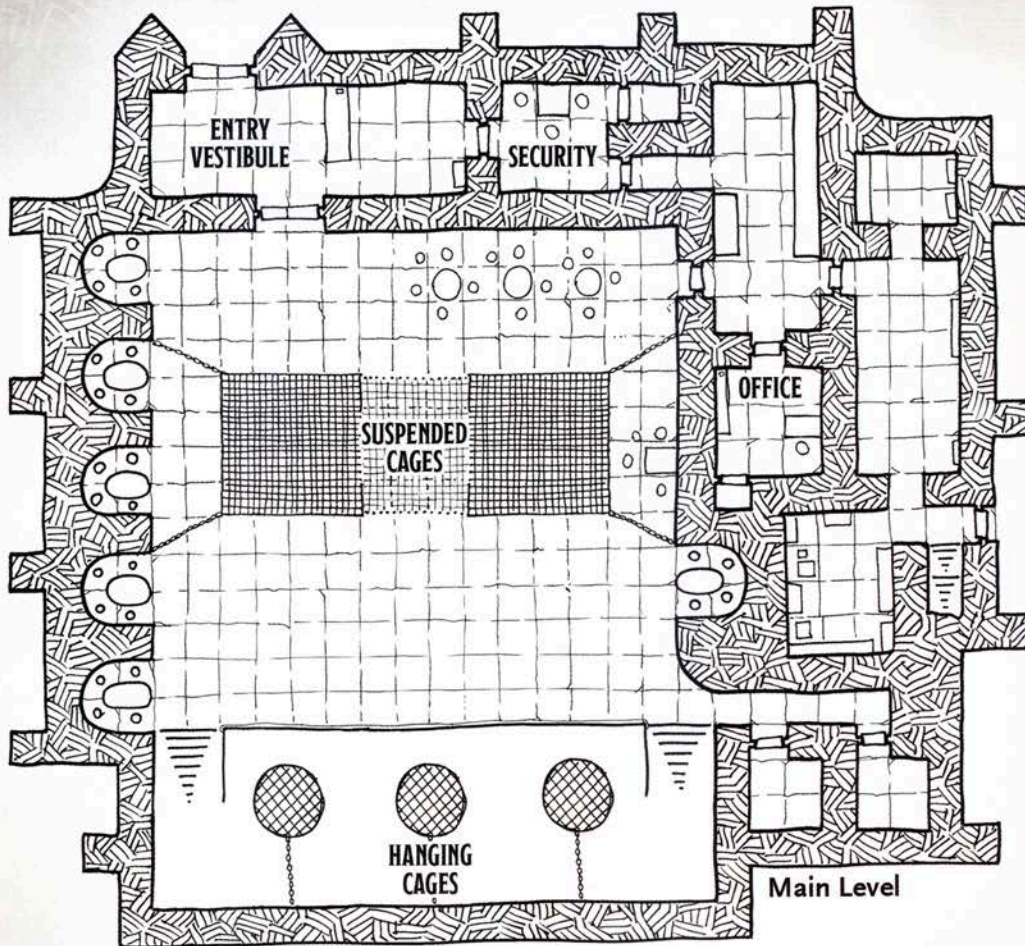 ENTRY
VESTIBULE
SECURITY
OFFICE
SUSPENDED
CAGES
HANGING
CAGES
Main Level